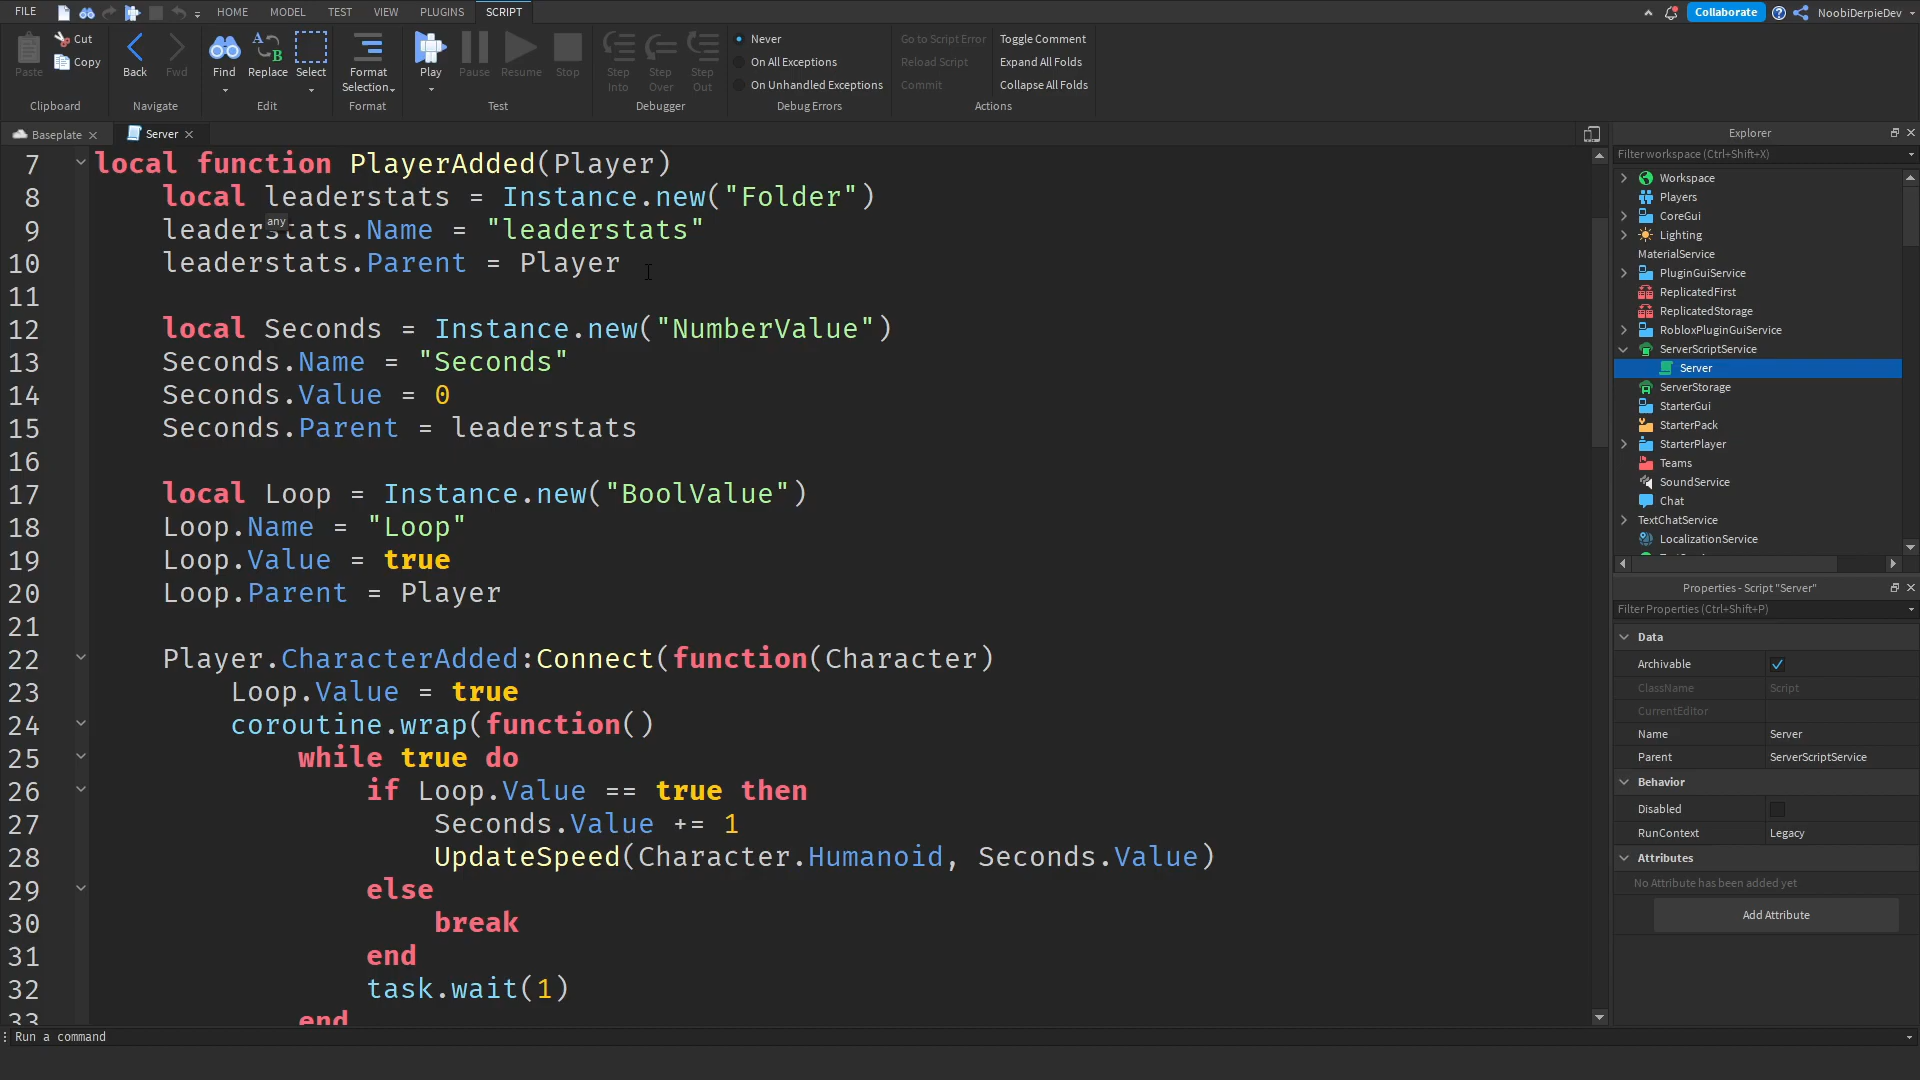 FILE HOME MODEL TEST VIEW PLUGINS SCRIPT Collaborate NoobiDerpieDev
Paste Cut Copy Clipboard
Back Fwd Navigate
Find Replace Select Edit
Format Selection Format
Play Pause Resume Stop Test
Step Into Step Over Step Out Debugger
Never
On All Exceptions
On Unhandled Exceptions
Debug Errors
Go to Script Error Toggle Comment
Reload Script Expand All Folds
Commit Collapse All Folds
Actions
Baseplate Server
7 local function PlayerAdded(Player)
8 local leaderstats = Instance.new("Folder")
any
9 leaderstats.Name = "leaderstats"
10 leaderstats.Parent = Player
11
12 local Seconds = Instance.new("NumberValue")
13 Seconds.Name = "Seconds"
14 Seconds.Value = 0
15 Seconds.Parent = leaderstats
16
17 local Loop = Instance.new("BoolValue")
18 Loop.Name = "Loop"
19 Loop.Value = true
20 Loop.Parent = Player
21
22 Player.CharacterAdded:Connect(function(Character)
23 Loop.Value = true
24 coroutine.wrap(function()
25 while true do
26 if Loop.Value == true then
27 Seconds.Value += 1
28 UpdateSpeed(Character.Humanoid, Seconds.Value)
29 else
30 break
31 end
32 task.wait(1)
33 end
Run a command
Explorer
Filter workspace (Ctrl+Shift+X)
Workspace
Players
CoreGui
Lighting
MaterialService
PluginGuiService
ReplicatedFirst
ReplicatedStorage
RobloxPluginGuiService
ServerScriptService
Server
ServerStorage
StarterGui
StarterPack
StarterPlayer
Teams
SoundService
Chat
TextChatService
LocalizationService
Properties - Script "Server"
Filter Properties (Ctrl+Shift+P)
Data
Archivable
ClassName Script
CurrentEditor
Name Server
Parent ServerScriptService
Behavior
Disabled
RunContext Legacy
Attributes
No Attribute has been added yet
Add Attribute